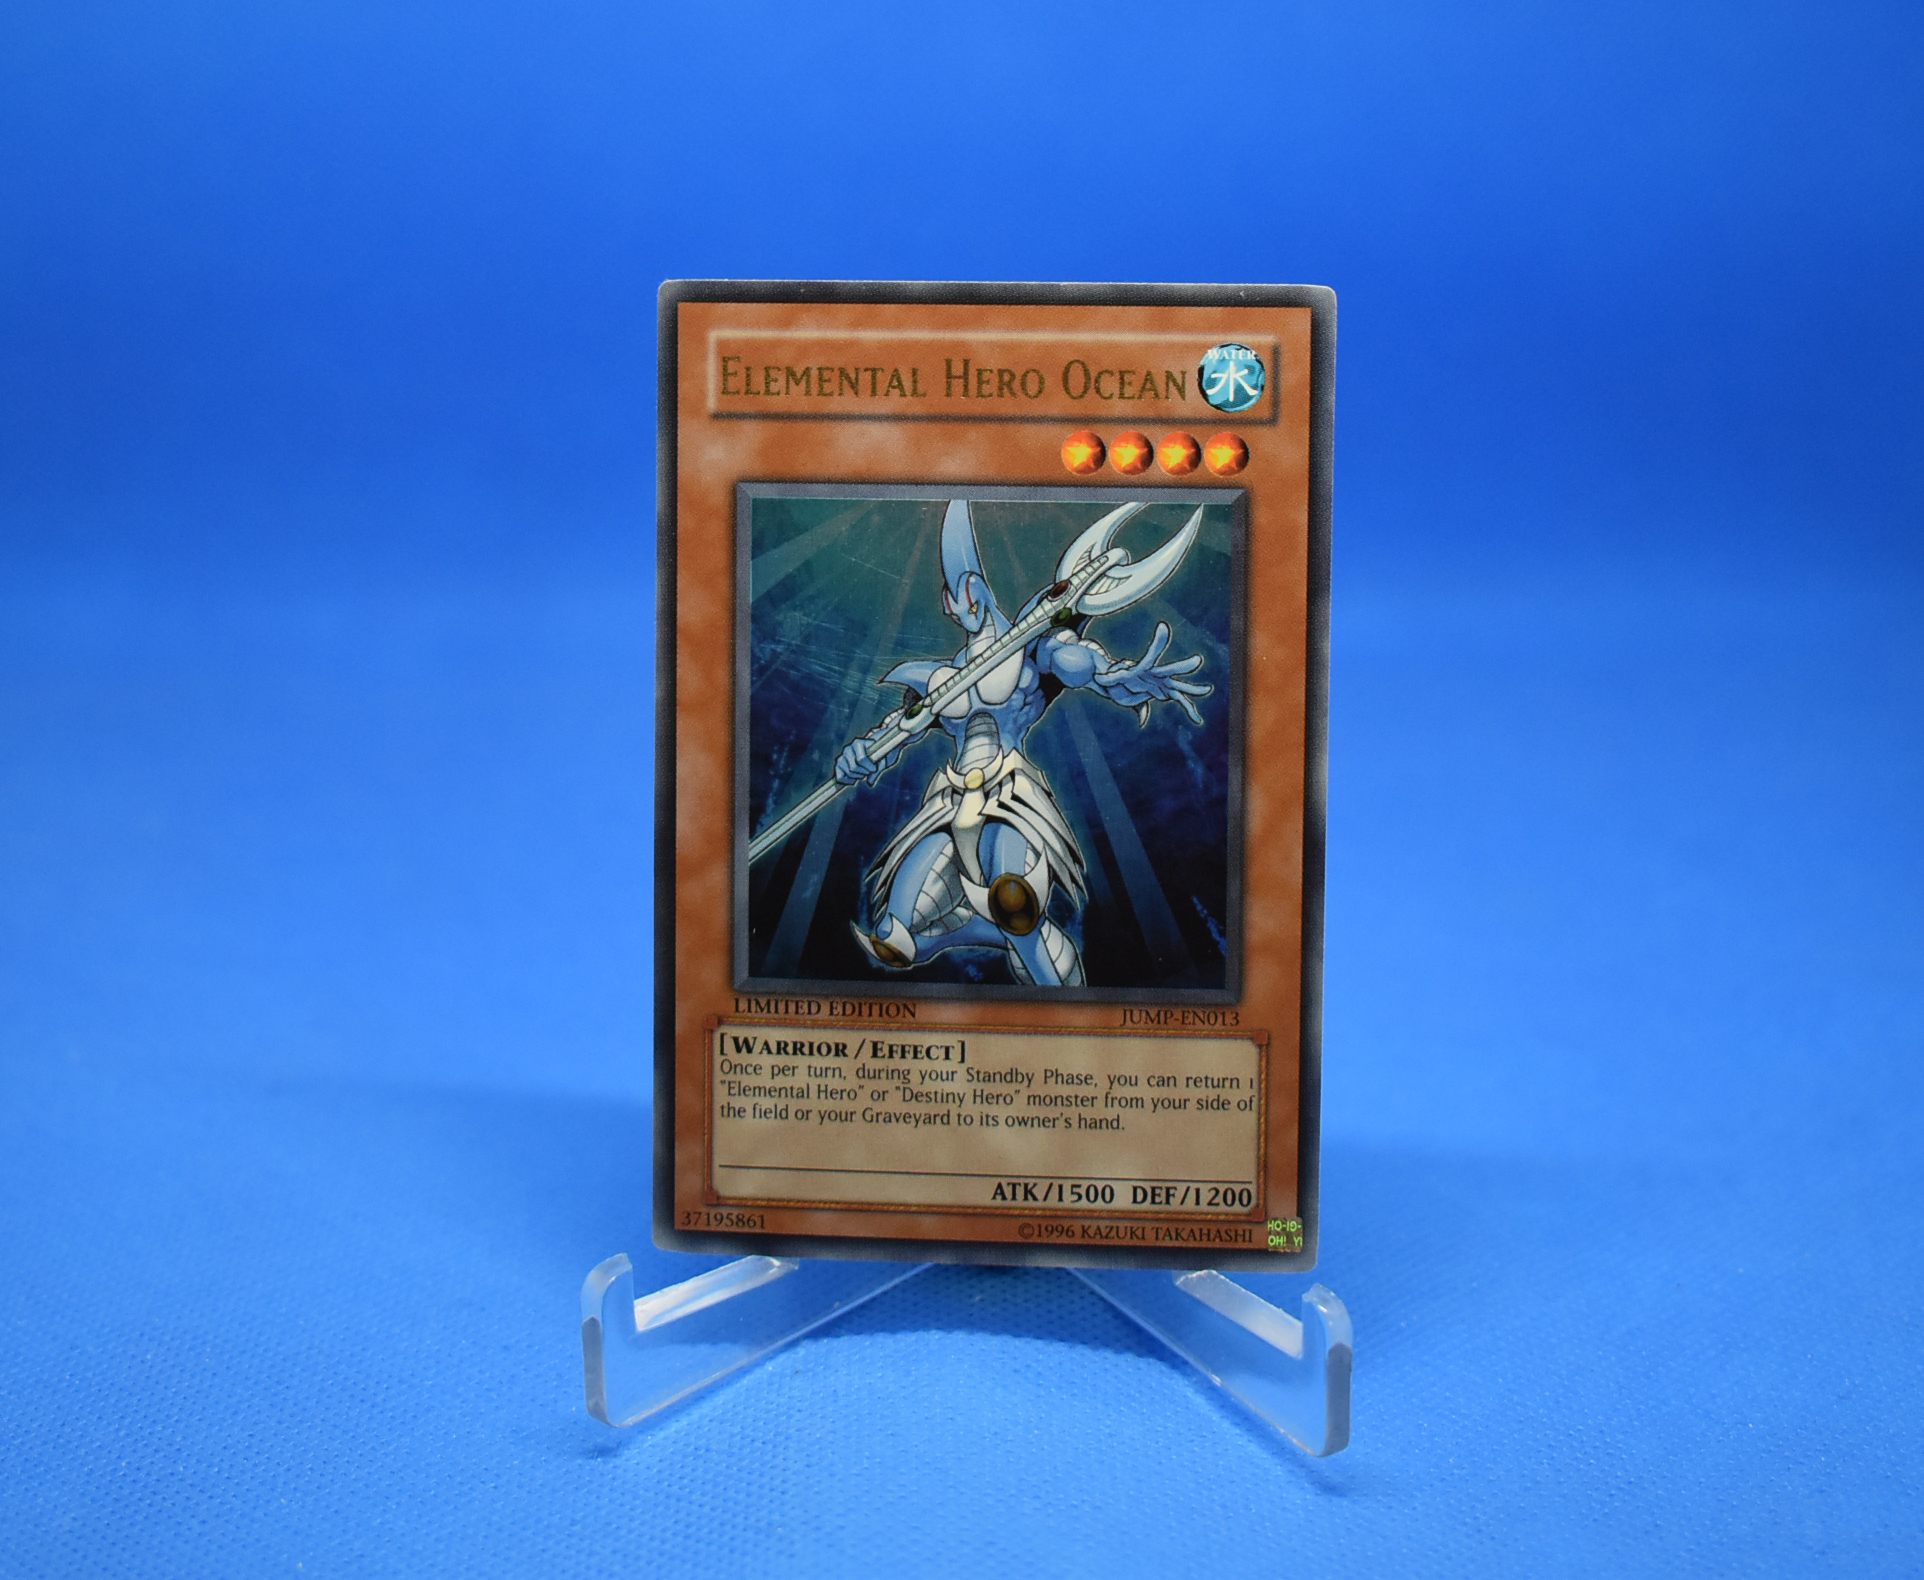 ELEMENTAL HERO OCEAN
WATER
水
LIMITED EDITION
JUMP-EN013
[WARRIOR/EFFECT]
Once per turn, during your Standby Phase, you can return 1
"Elemental Hero" or "Destiny Hero" monster from your side of
the field or your Graveyard to its owner's hand.
ATK/1500 DEF/1200
37195861
©1996 KAZUKI TAKAHASHI